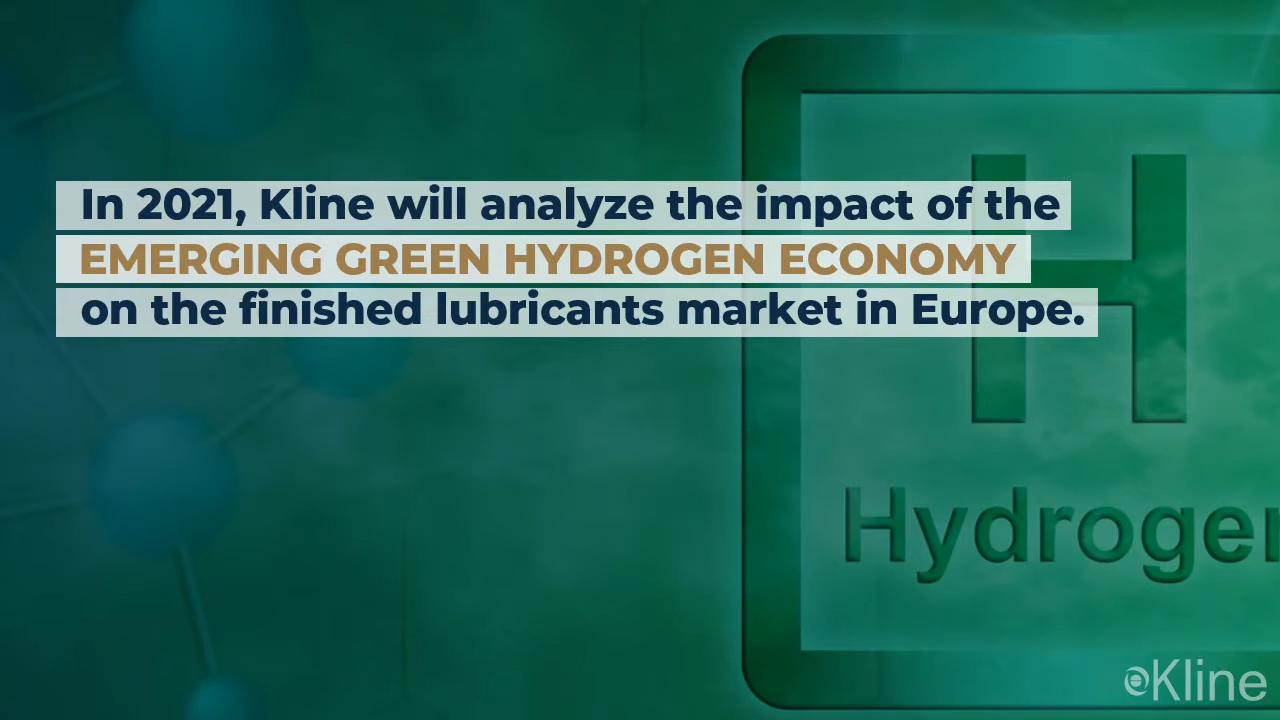 In 2021, Kline will analyze the impact of the
EMERGING GREEN HYDROGEN ECONOMY
on the finished lubricants market in Europe.
H
Hydrogen
Kline